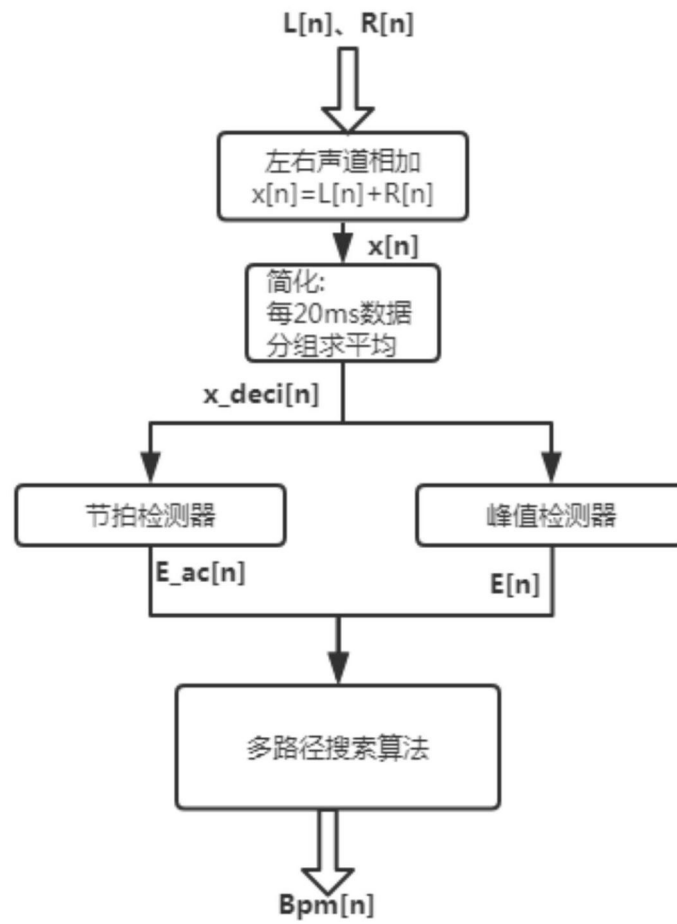 L[n]、R[n]
左右声道相加
x[n]=L[n]+R[n]
x[n]
简化:
每20ms数据
分组求平均
x_deci[n]
节拍检测器
峰值检测器
E_ac[n]
E[n]
多路径搜索算法
Bpm[n]